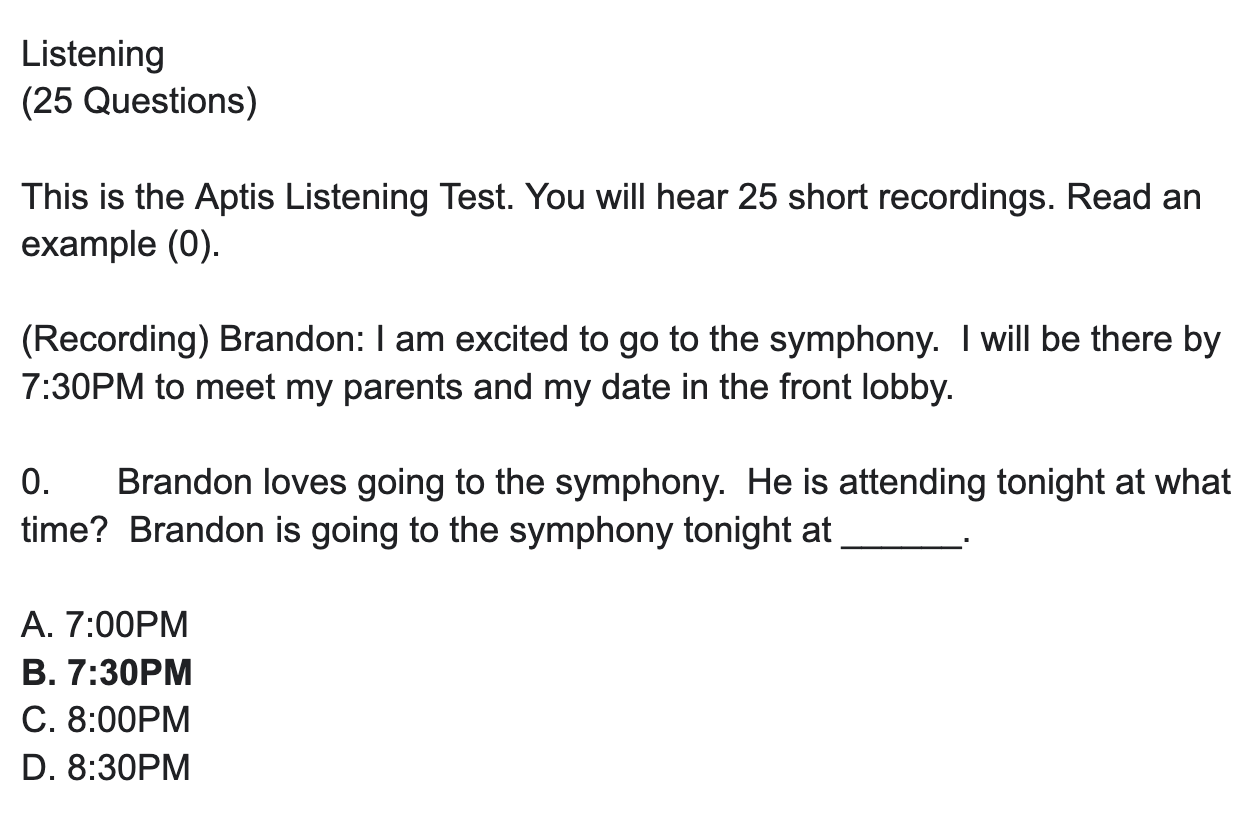 Listening
(25 Questions)
This is the Aptis Listening Test. You will hear 25 short recordings. Read an
example (0).
(Recording) Brandon: I am excited to go to the symphony.  I will be there by
7:30PM to meet my parents and my date in the front lobby.
0.      Brandon loves going to the symphony.  He is attending tonight at what
time?  Brandon is going to the symphony tonight at ______.
A. 7:00PM
B. 7:30PM
C. 8:00PM
D. 8:30PM